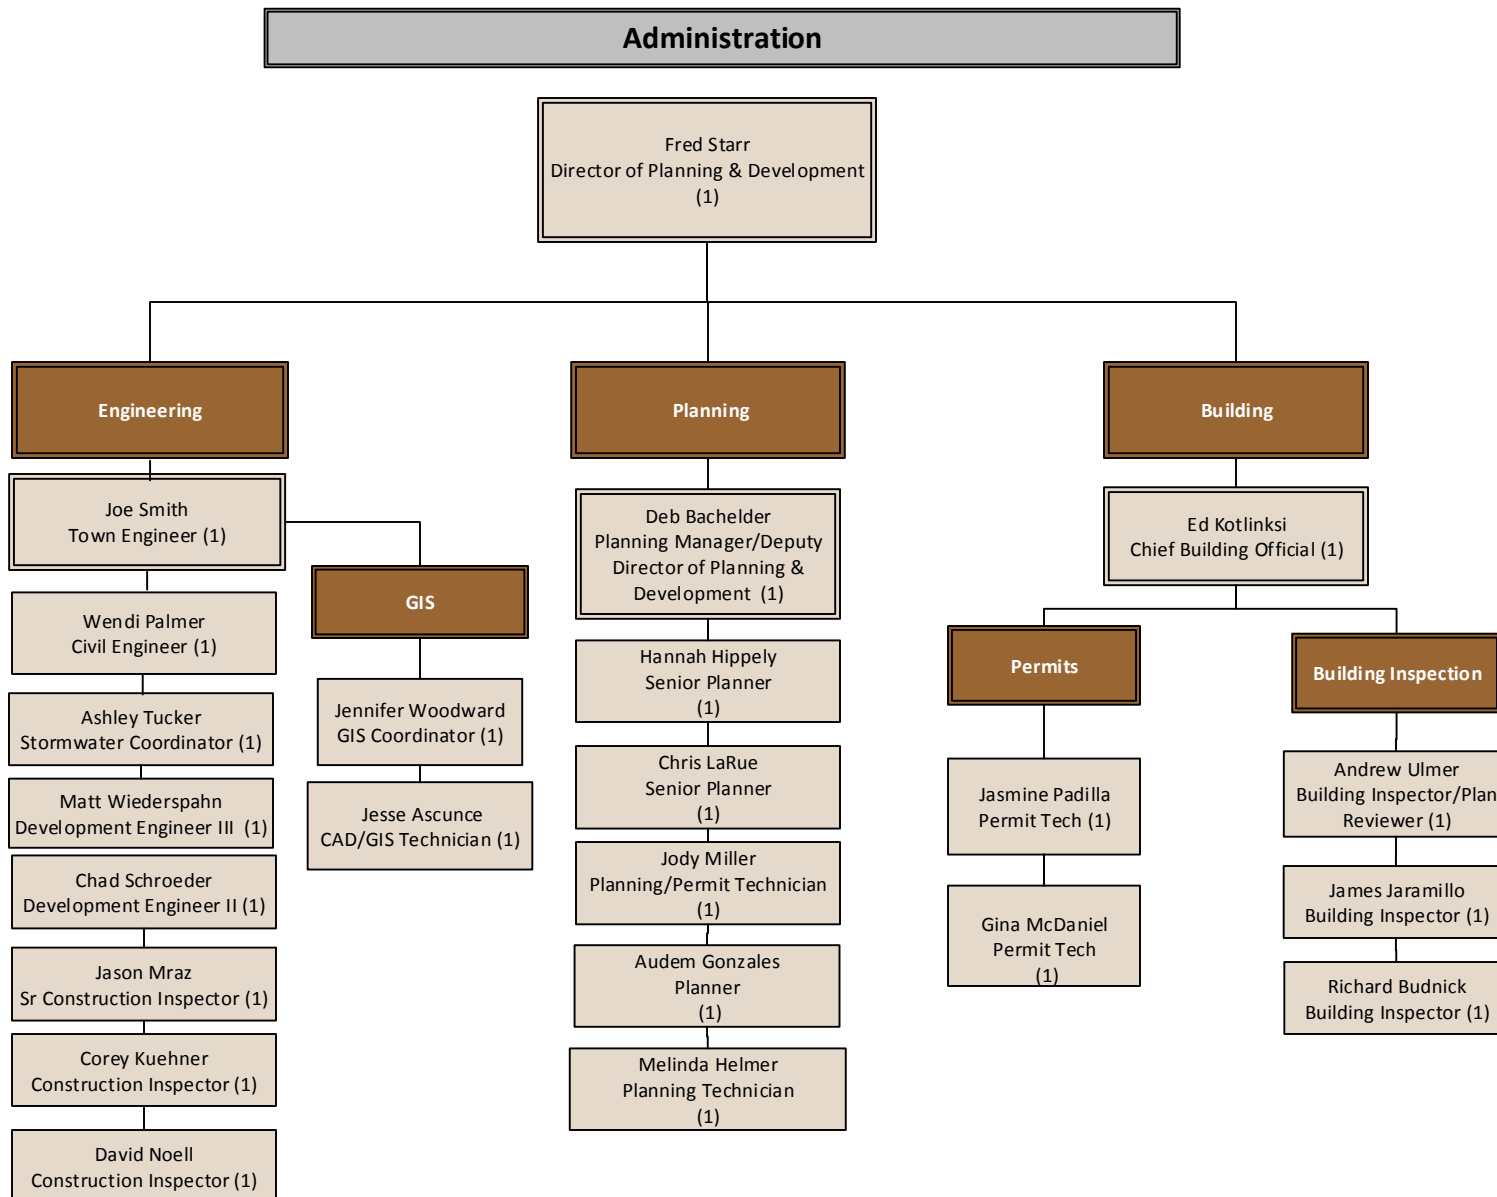 Administration
Fred Starr
Director of Planning & Development
(1)
Engineering
Joe Smith
Town Engineer (1)
Wendi Palmer
Civil Engineer (1)
Ashley Tucker
Stormwater Coordinator (1)
Matt Wiederspahn
Development Engineer III (1)
Chad Schroeder
Development Engineer II (1)
Jason Mraz
Sr Construction Inspector (1)
Corey Kuehner
Construction Inspector (1)
David Noell
Construction Inspector (1)
GIS
Jennifer Woodward
GIS Coordinator (1)
Jesse Ascunce
CAD/GIS Technician (1)
Planning
Deb Bachelder
Planning Manager/Deputy
Director of Planning &
Development (1)
Hannah Hippely
Senior Planner
(1)
Chris LaRue
Senior Planner
(1)
Jody Miller
Planning/Permit Technician
(1)
Audem Gonzales
Planner
(1)
Melinda Helmer
Planning Technician
(1)
Building
Ed Kotlinksi
Chief Building Official (1)
Permits
Jasmine Padilla
Permit Tech (1)
Gina McDaniel
Permit Tech
(1)
Building Inspection
Andrew Ulmer
Building Inspector/Plan
Reviewer (1)
James Jaramillo
Building Inspector (1)
Richard Budnick
Building Inspector (1)